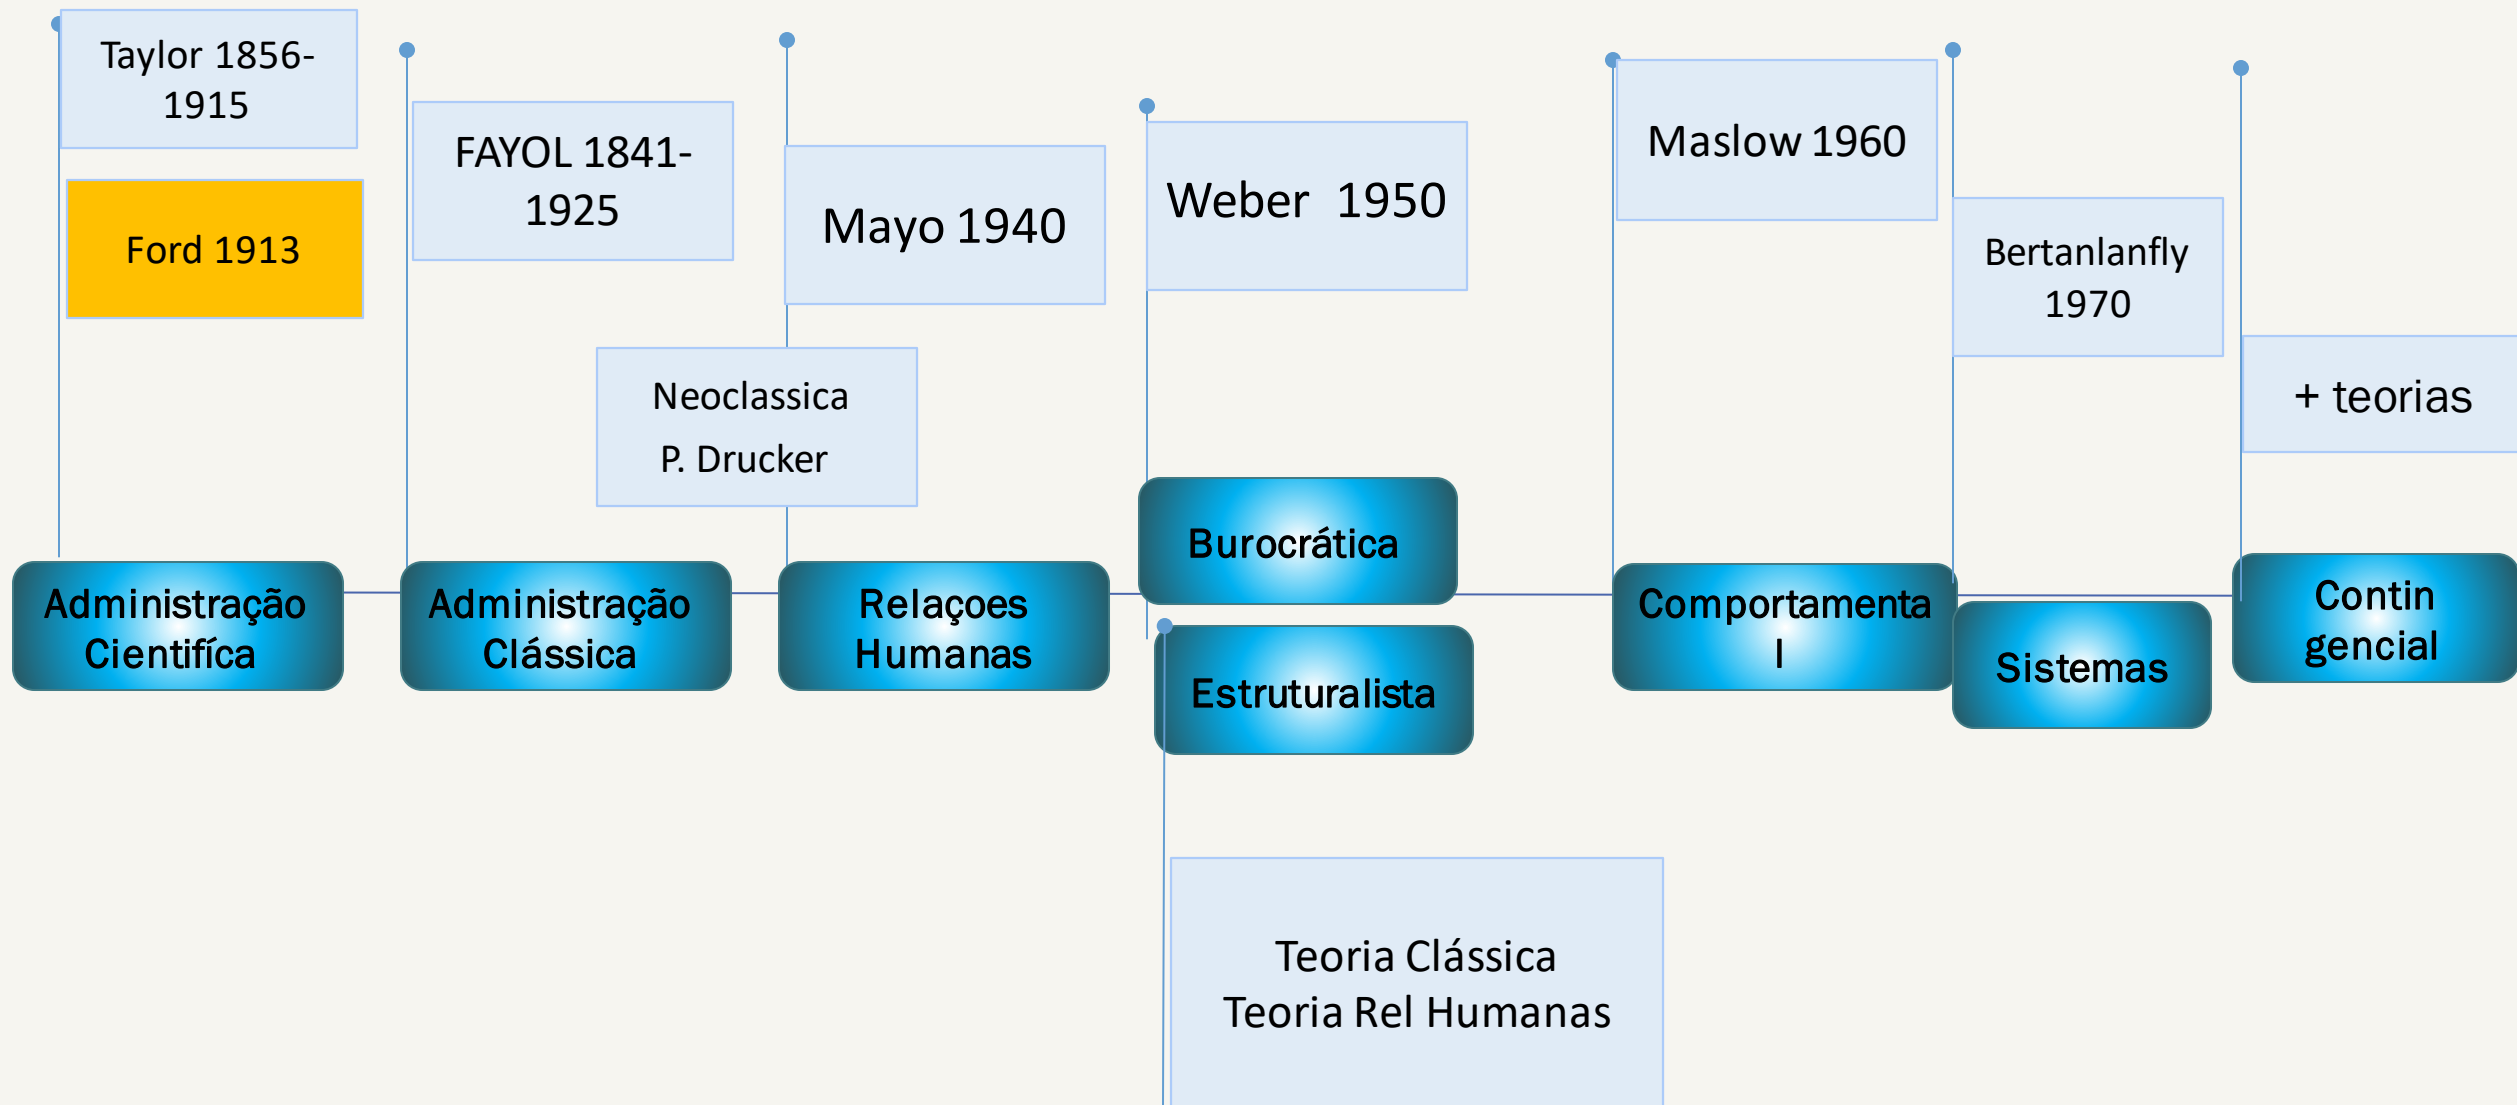 Taylor 1856-
1915
Ford 1913
FAYOL 1841-
1925
Mayo 1940
Neoclassica
P. Drucker
Weber 1950
Maslow 1960
Bertanlanfly
1970
+ teorias
Administração
Científica
Administração
Clássica
Relaçoes
Humanas
Burocrática
Estruturalista
Comportamenta
l
Sistemas
Contin
gencial
Teoria Clássica
Teoria Rel Humanas